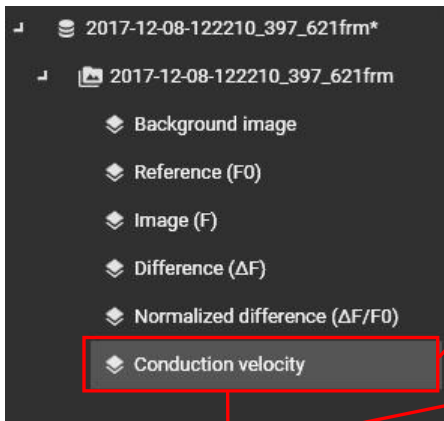 2017-12-08-122210_397_621frm*
2017-12-08-122210_397_621frm
Background image
Reference (F0)
Image (F)
Difference (ΔF)
Normalized difference (ΔF/F0)
Conduction velocity